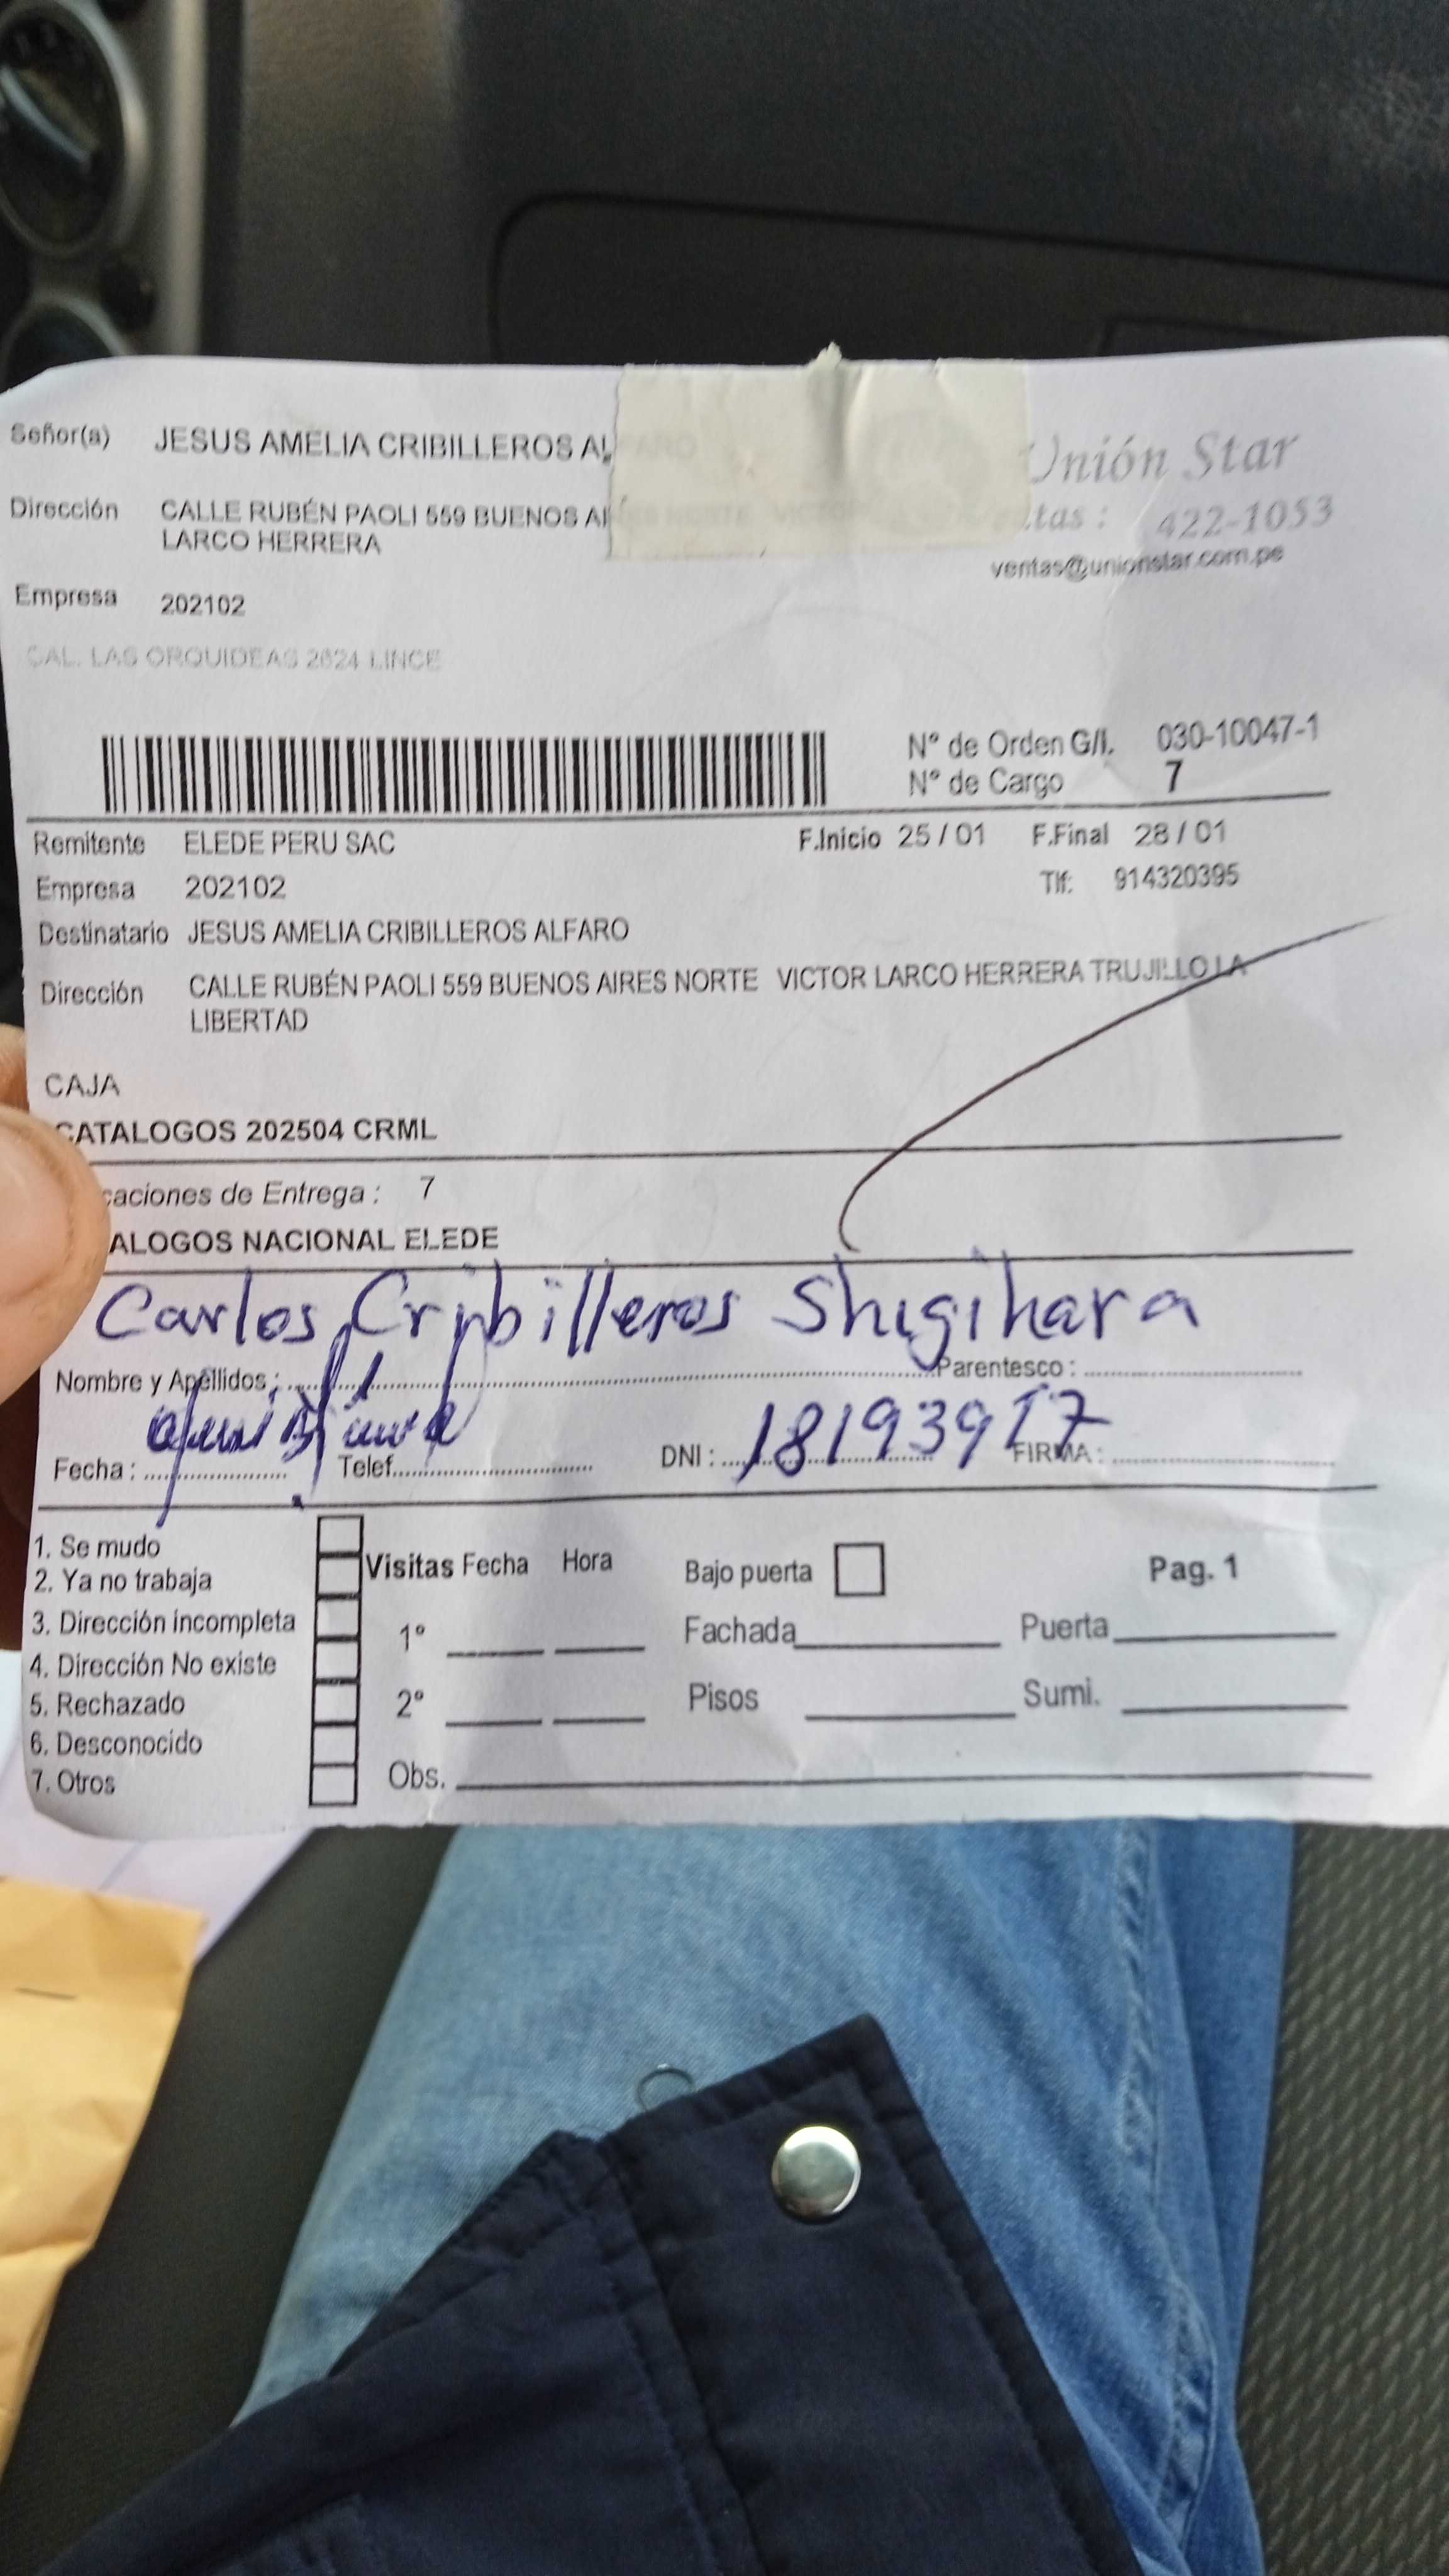 Señor(a) JESUS AMELIA CRIBILLEROS ALFARO
Unión Star
Dirección CALLE RUBÉN PAOLI 559 BUENOS AIRES NORTE VICTOR
LARCO HERRERA
422-1053
ventas@unionstar.com.pe
Empresa 202102
CAL. LAS ORQUIDEAS 2624 LINCE
N° de Orden G/I. 030-10047-1
N° de Cargo 7
Remitente ELEDE PERU SAC F.Inicio 25 / 01 F.Final 28 / 01
Empresa 202102 Tlf: 914320395
Destinatario JESUS AMELIA CRIBILLEROS ALFARO
Dirección CALLE RUBÉN PAOLI 559 BUENOS AIRES NORTE VICTOR LARCO HERRERA TRUJILLO LA
LIBERTAD
CAJA
CATALOGOS 202504 CRML
caciones de Entrega : 7
ALOGOS NACIONAL ELEDE
Carlos Cribilleros Shigihara
Nombre y Apellidos : Parentesco :
Fecha : Telef. DNI : 18193917 FIRMA :
1. Se mudo
2. Ya no trabaja
3. Dirección incompleta
4. Dirección No existe
5. Rechazado
6. Desconocido
7. Otros
Visitas Fecha Hora Bajo puerta Pag. 1
1° Fachada Puerta
2° Pisos Sumi.
Obs.